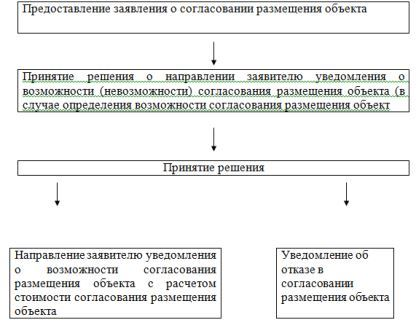 Предоставление заявления о согласовании размещения объекта
Принятие решения о направлении заявителю уведомления о
возможности (невозможности) согласования размещения объекта (в
случае определения возможности согласования размещения объект
Принятие решения
Направление заявителю уведомления
о возможности согласования
размещения объекта с расчетом
стоимости согласования размещения
объекта
Уведомление об
отказе в
согласовании
размещения объекта